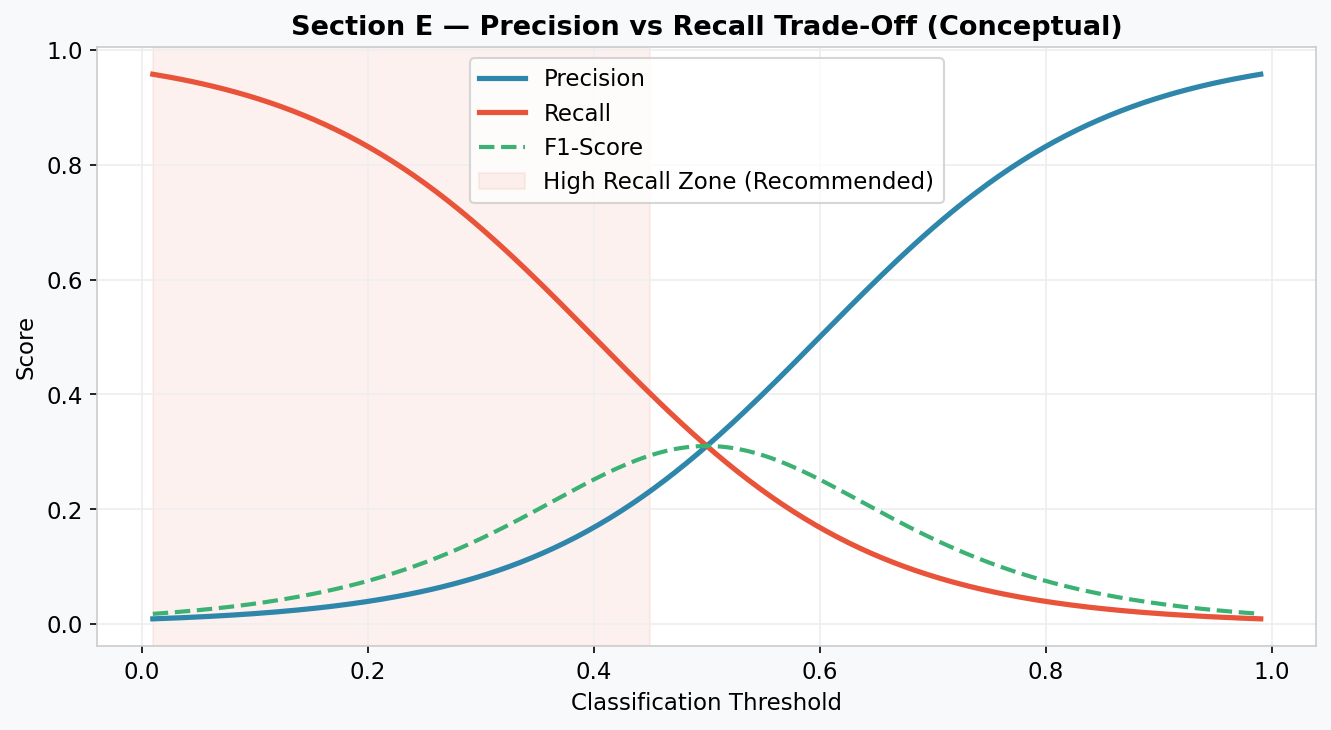 Section E — Precision vs Recall Trade-Off (Conceptual)
1.0
0.8
0.6
0.4
0.2
0.0
Score
Precision
Recall
F1-Score
High Recall Zone (Recommended)
0.0 0.2 0.4 0.6 0.8 1.0
Classification Threshold